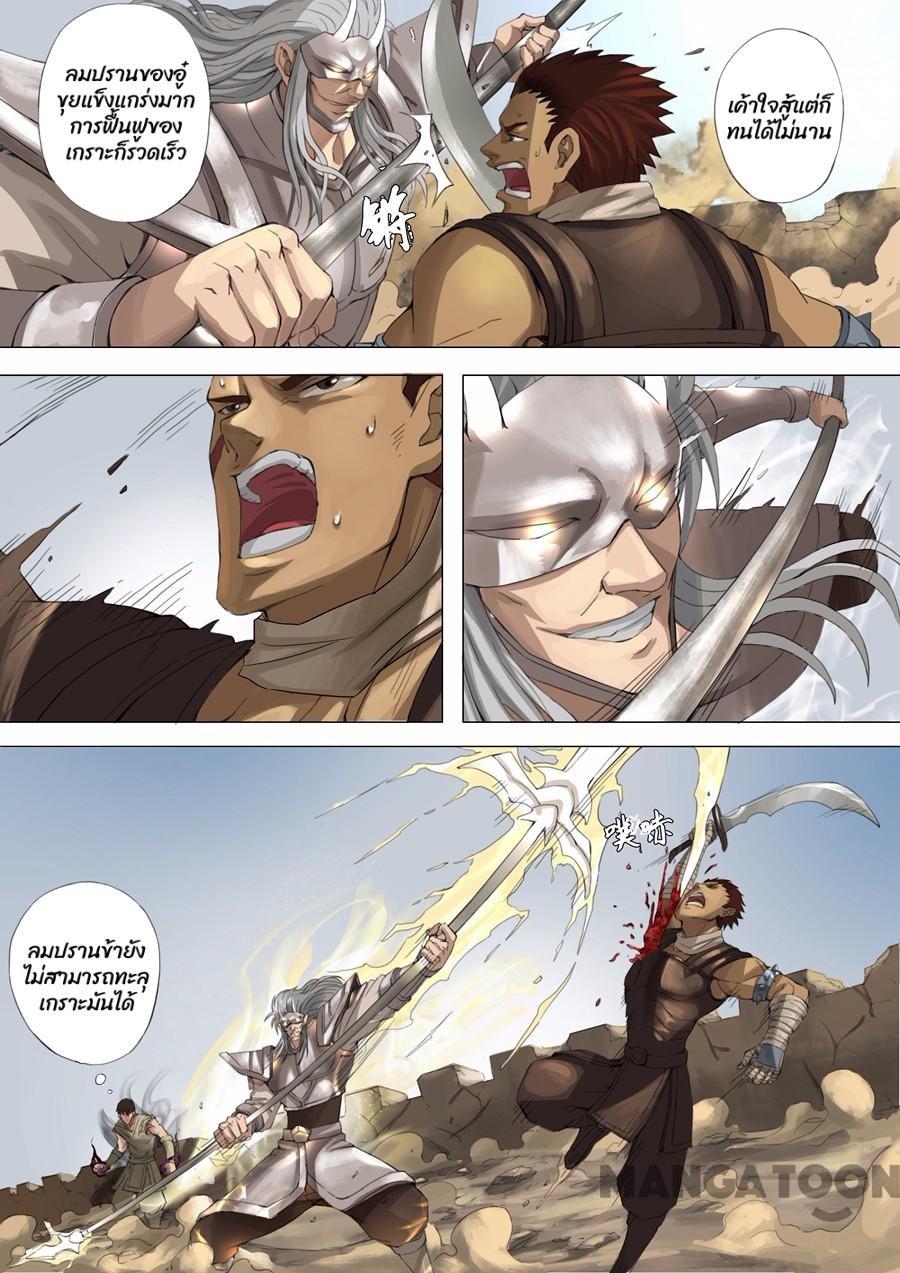 ลมปรานของอู๋
ขุยแข็งแกร่งมาก
การฟื้นฟูของ
เกราะก็รวดเร็ว
เค้าใจสู้แต่ก็
ทนได้ไม่นาน
锵
噗哧
ลมปรานข้ายัง
ไม่สามารถทะลุ
เกราะมันได้
MANGATOON